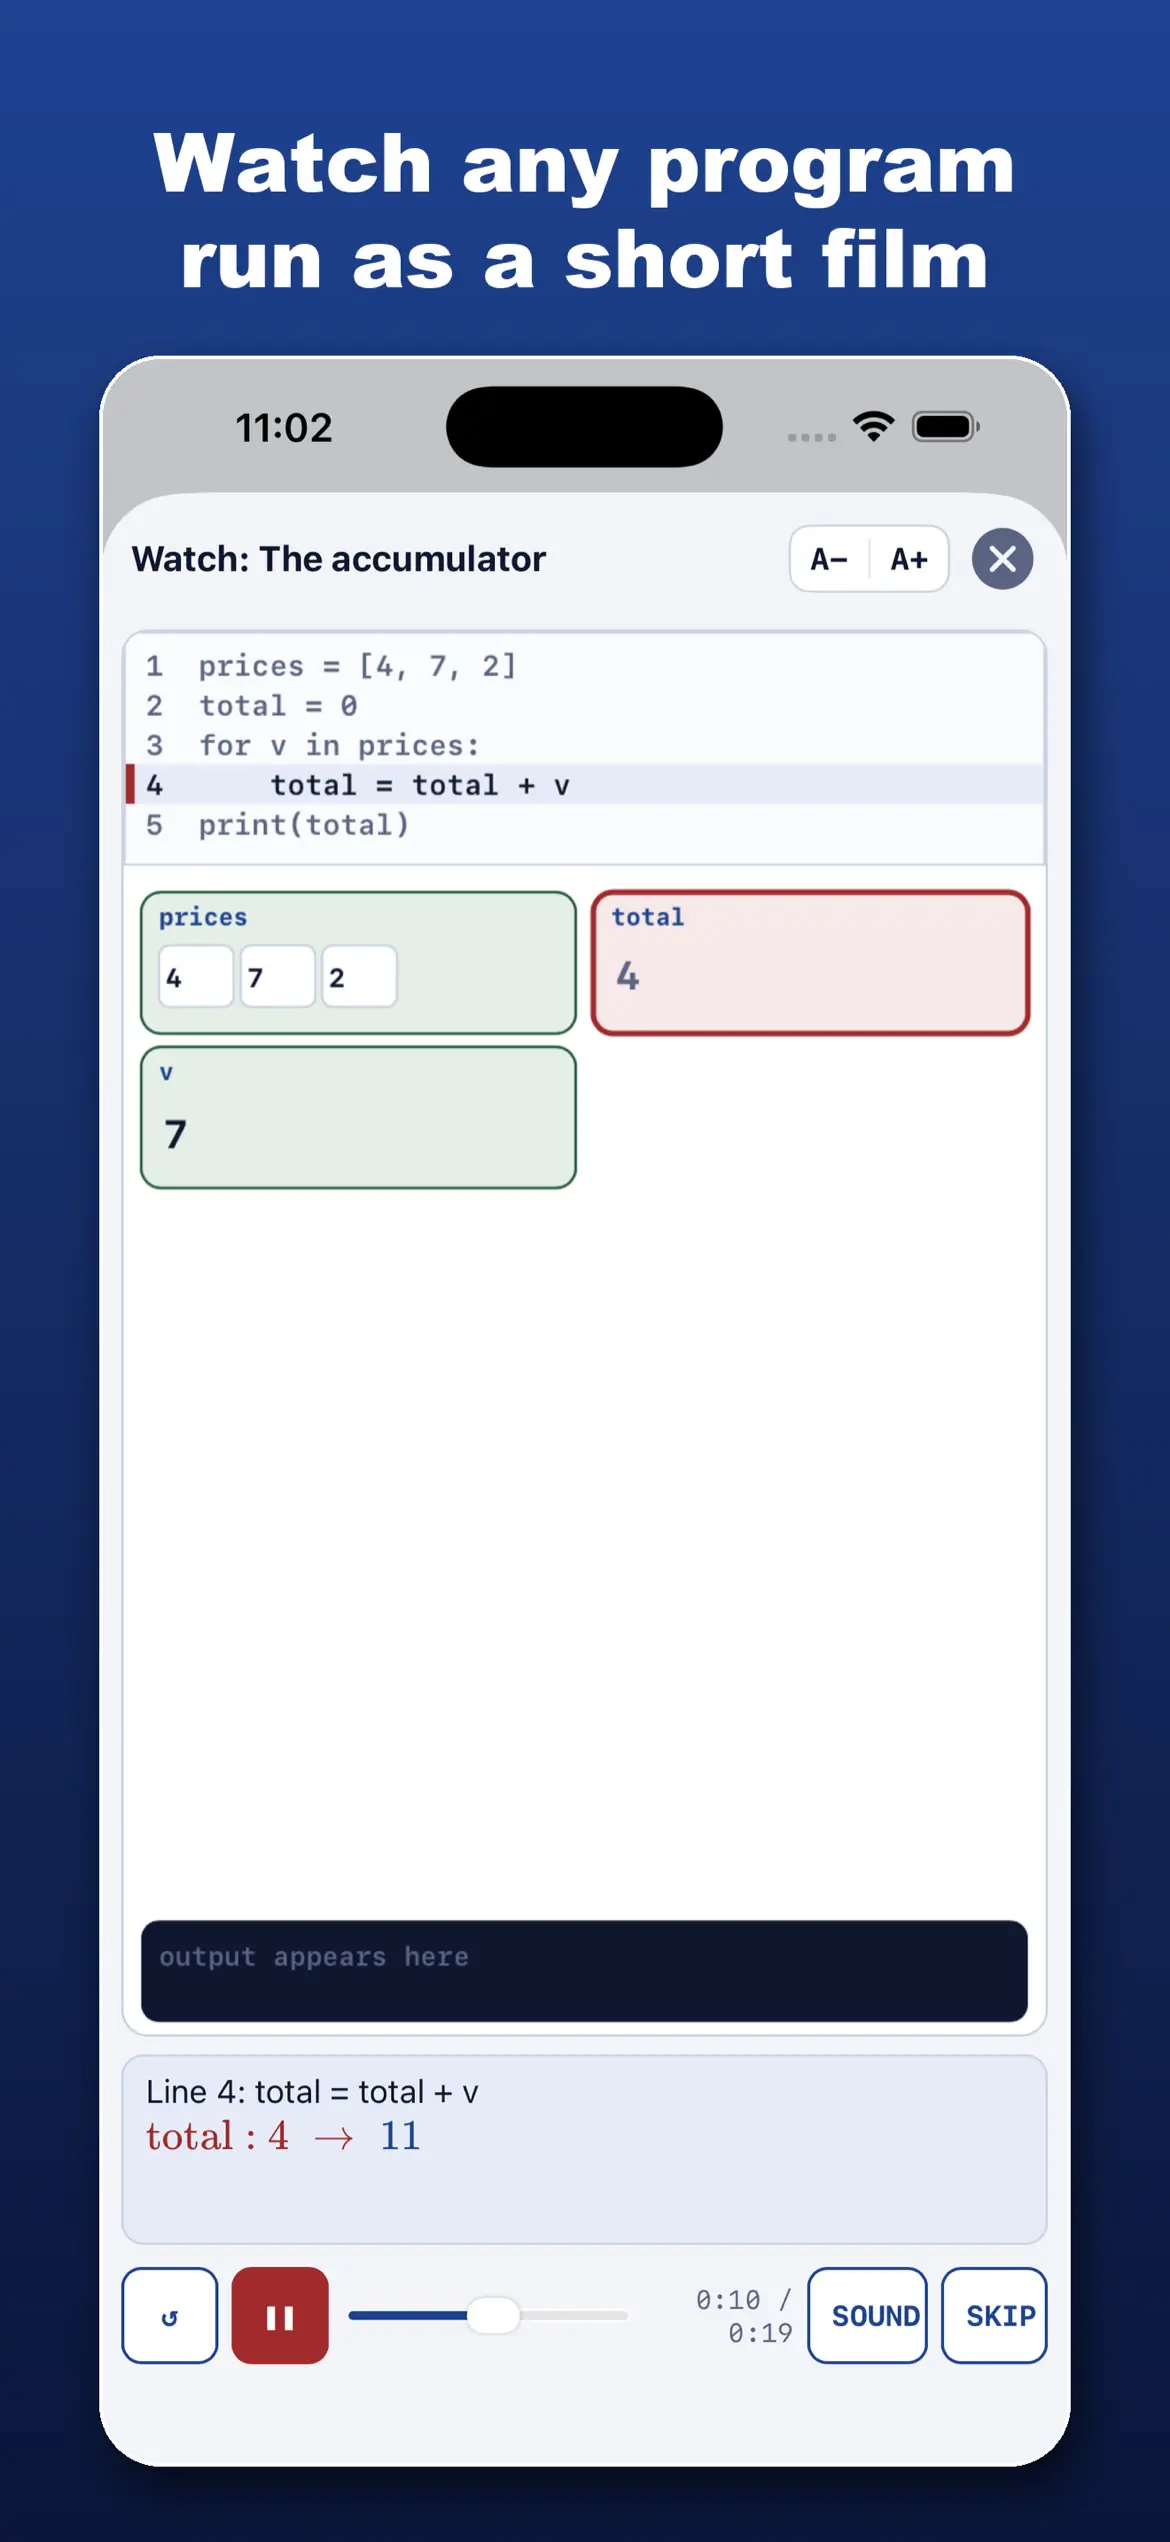 Watch any program
run as a short film
11:02
Watch: The accumulator
A− A+
1 prices = [4, 7, 2]
2 total = 0
3 for v in prices:
4     total = total + v
5 print(total)
prices
4 7 2
total
4
v
7
output appears here
Line 4: total = total + v
total : 4 → 11
0:10 /
0:19
SOUND
SKIP